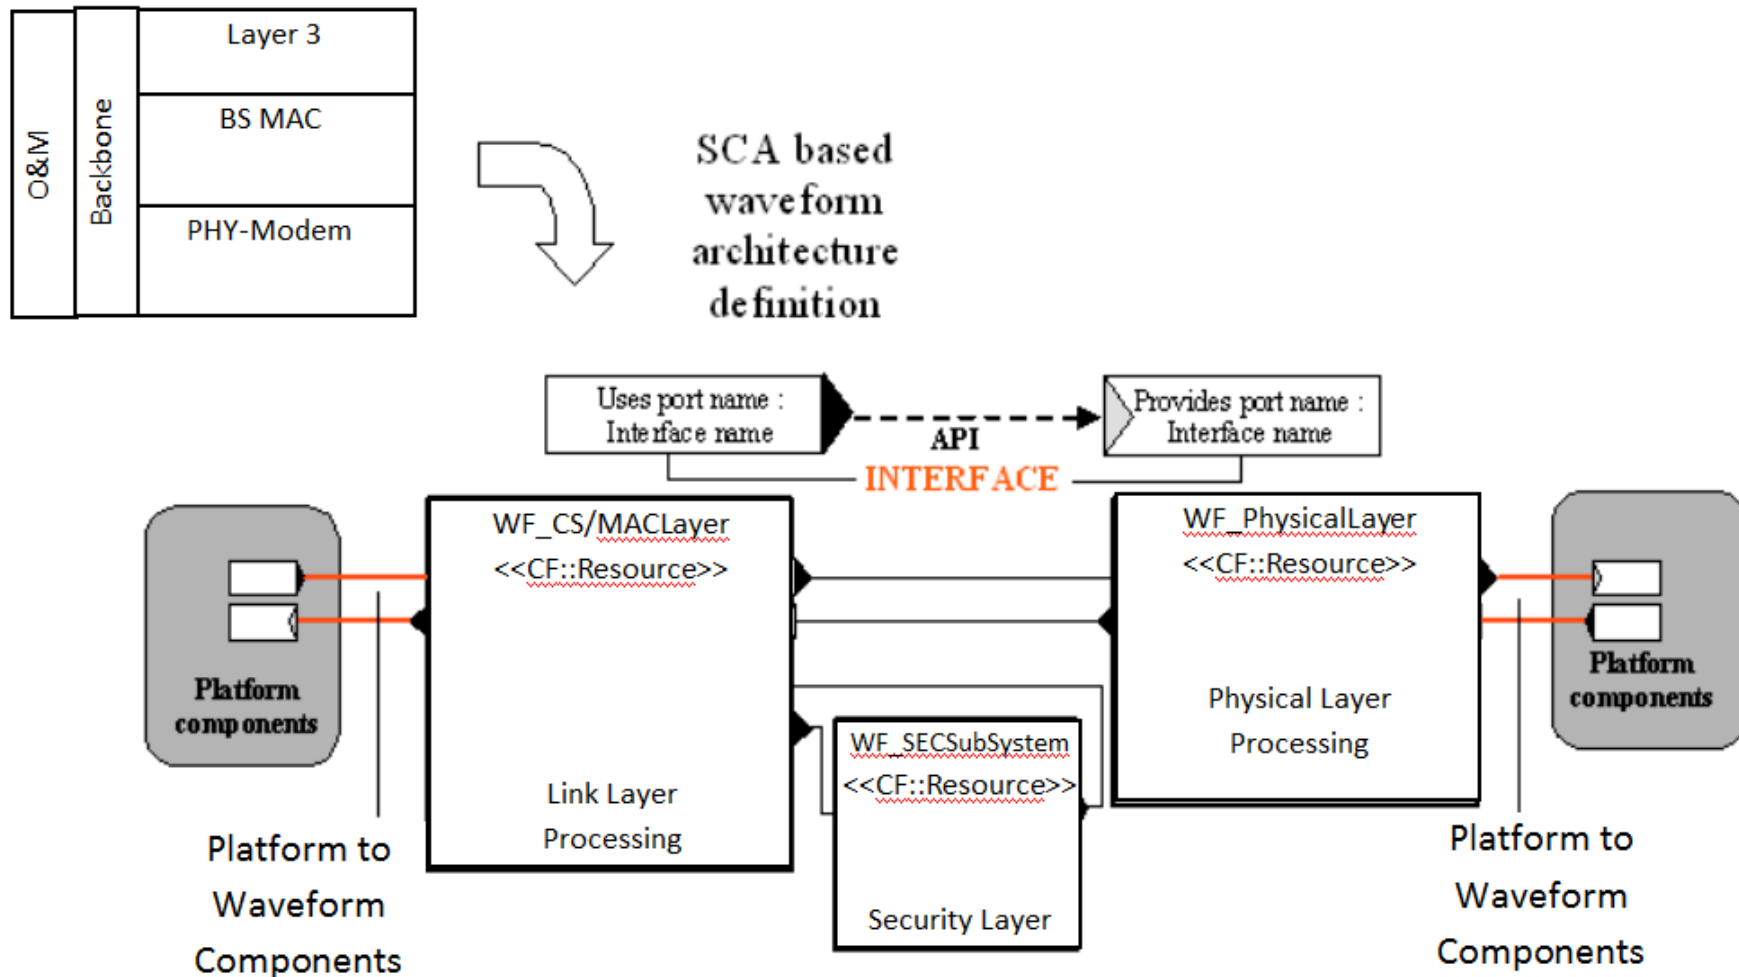 O&M
Backbone
Layer 3
BS MAC
PHY-Modem
SCA based
waveform
architecture
definition
Uses port name :
Interface name
API
INTERFACE
Provides port name :
Interface name
Platform
components
WF_CS/MACLayer
<<CF::Resource>>
Link Layer
Processing
WF_SECSubSystem
<<CF::Resource>>
Security Layer
WF_PhysicalLayer
<<CF::Resource>>
Physical Layer
Processing
Platform
components
Platform to
Waveform
Components
Platform to
Waveform
Components